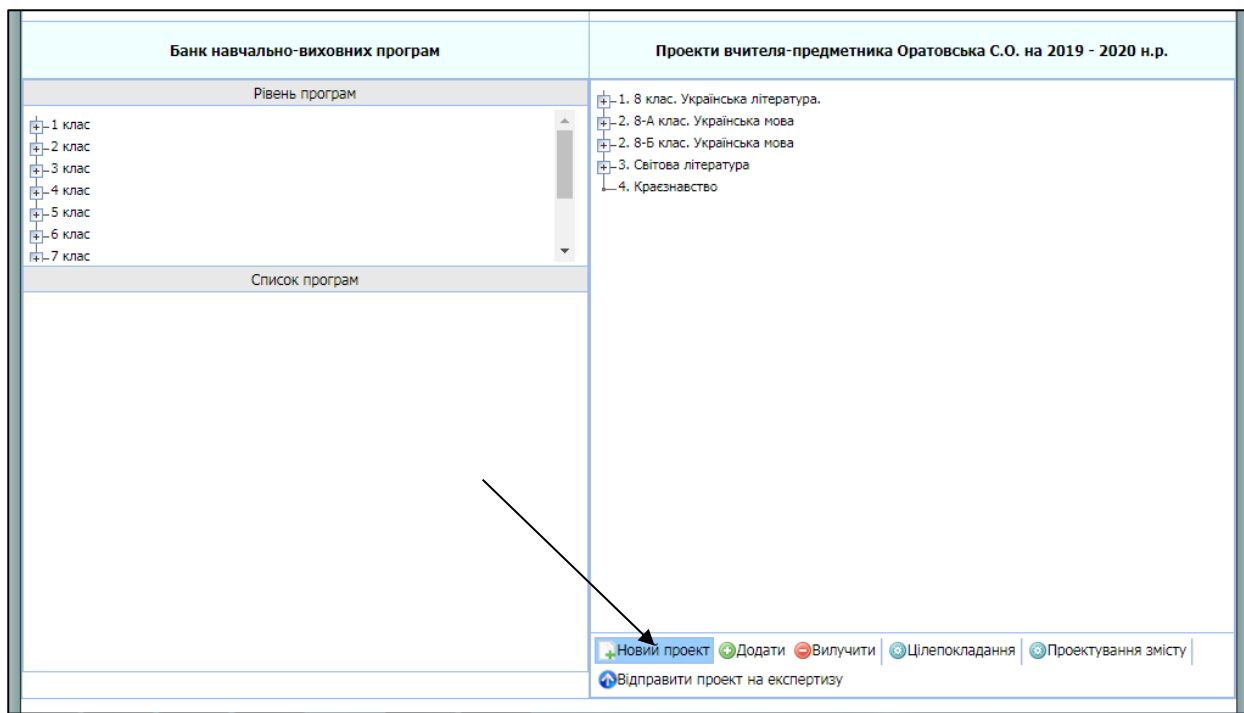 Банк навчально-виховних програм
Проекти вчителя-предметника Оратовська С.О. на 2019 - 2020 н.р.
Рівень програм
1 клас
2 клас
3 клас
4 клас
5 клас
6 клас
7 клас
Список програм
1. 8 клас. Українська література.
2. 8-А клас. Українська мова
2. 8-Б клас. Українська мова
3. Світова література
4. Краєзнавство
Новий проект Додати Вилучити Цілепокладання Проектування змісту
Відправити проект на експертизу